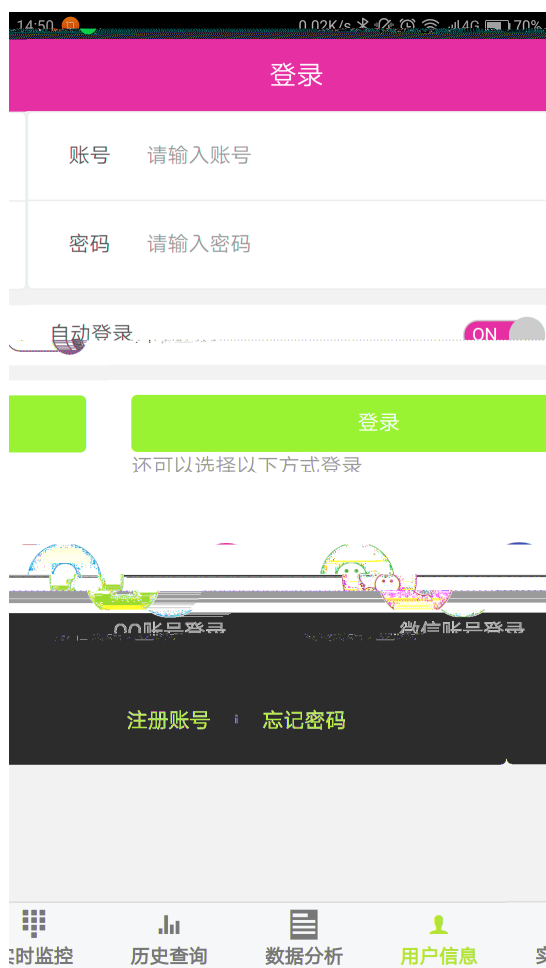 14:50 0.02K/s 4G 70%
登录
账号 请输入账号
密码 请输入密码
自动登录 ON
登录
还可以选择以下方式登录
QQ账号登录 微信账号登录
注册账号 忘记密码
时监控 历史查询 数据分析 用户信息